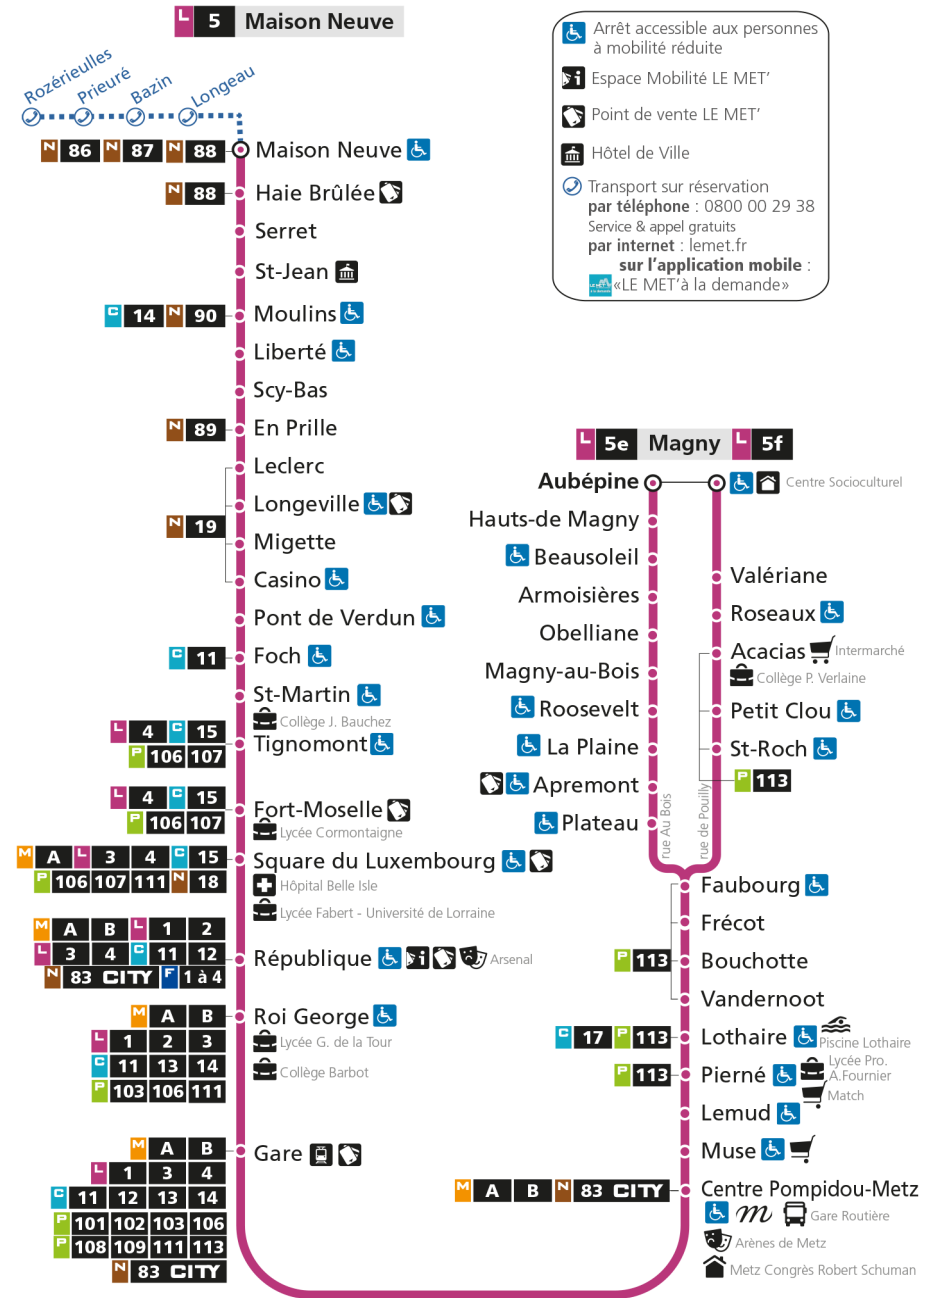 L 5 Maison Neuve
Rozérieulles
Prieuré
Bazin
Longeau
N 86 N 87 N 88 Maison Neuve
N 88 Haie Brûlée
Serret
St-Jean
C 14 N 90 Moulins
Liberté
Scy-Bas
N 89 En Prille
Leclerc
Longeville
N 19
Migette
Casino
Pont de Verdun
C 11 Foch
St-Martin
Collège J. Bauchez
L 4 C 15
P 106 107
Tignomont
L 4 C 15
P 106 107
Fort-Moselle
Lycée Cormontaigne
M A L 3 4 C 15
P 106 107 111 N 18
Square du Luxembourg
Hôpital Belle Isle
Lycée Fabert - Université de Lorraine
M A B L 1 2
L 3 4 C 11 12
N 83 CITY F 1 à 4
République
Arsenal
M A B
L 1 2 3
C 11 13 14
P 103 106 111
Roi George
Lycée G. de la Tour
Collège Barbot
M A B
L 1 3 4
C 11 12 13 14
P 101 102 103 106
P 108 109 111 113
N 83 CITY
Gare
Arrêt accessible aux personnes
à mobilité réduite
Espace Mobilité LE MET'
Point de vente LE MET'
Hôtel de Ville
Transport sur réservation
par téléphone : 0800 00 29 38
Service & appel gratuits
par internet : lemet.fr
sur l'application mobile :
«LE MET'à la demande»
L 5e Magny L 5f
Aubépine
Centre Socioculturel
Hauts-de Magny
Beausoleil
Armoisières
Obelliane
Magny-au-Bois
Roosevelt
La Plaine
Apremont
Plateau
rue Au Bois
rue de Pouilly
Valériane
Roseaux
Acacias
Intermarché
Collège P. Verlaine
Petit Clou
St-Roch
P 113
Faubourg
Frécot
P 113 Bouchotte
Vandernoot
C 17 P 113 Lothaire
Piscine Lothaire
P 113 Pierné
Lycée Pro.
A.Fournier
Match
Lemud
Muse
M A B N 83 CITY Centre Pompidou-Metz
m
Gare Routière
Arènes de Metz
Metz Congrès Robert Schuman